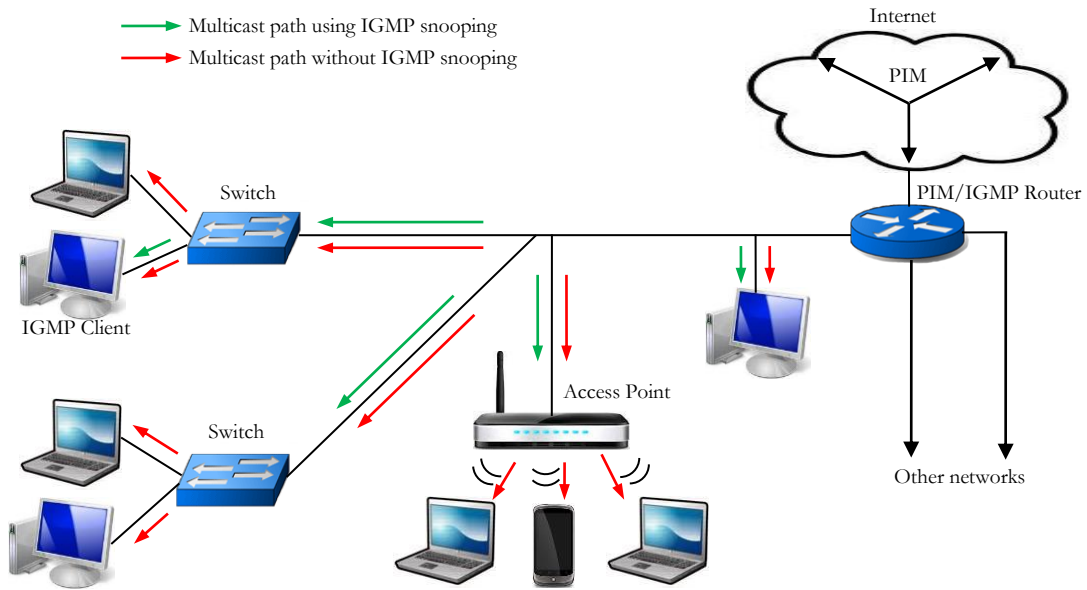 Multicast path using IGMP snooping
Multicast path without IGMP snooping
Internet
PIM
PIM/IGMP Router
Switch
IGMP Client
Access Point
Switch
Other networks